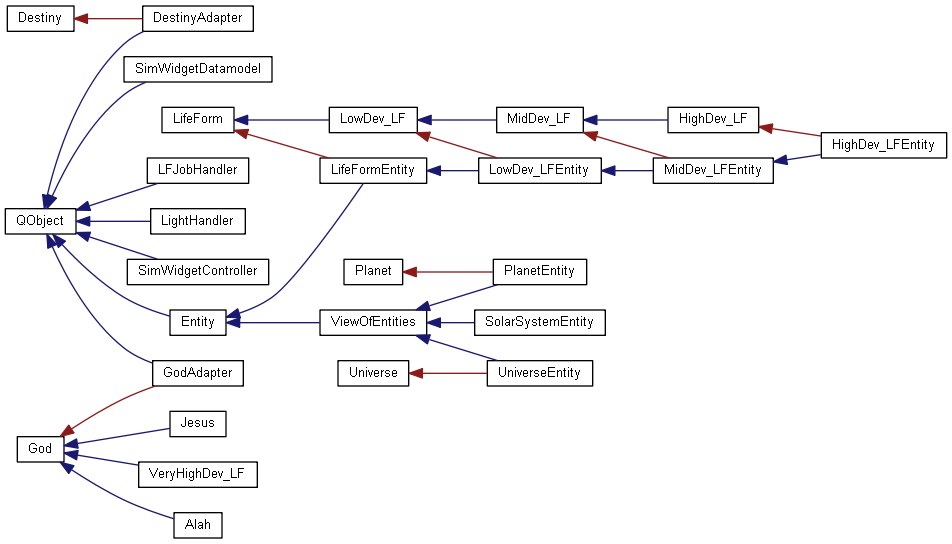 Destiny
DestinyAdapter
SimWidgetDatamodel
LifeForm
LowDev_LF
MidDev_LF
HighDev_LF
HighDev_LFEntity
LFJobHandler
LifeFormEntity
LowDev_LFEntity
MidDev_LFEntity
QObject
LightHandler
SimWidgetController
Planet
PlanetEntity
Entity
ViewOfEntities
SolarSystemEntity
GodAdapter
Universe
UniverseEntity
Jesus
God
VeryHighDev_LF
Alah